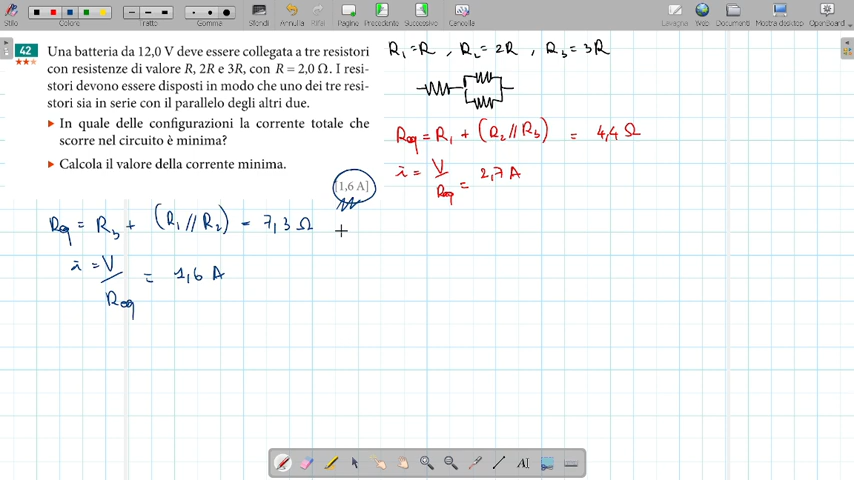 Stile
Colore
Tratto
Gomma
Sfondi
Annulla
Rifai
Pagine
Precedente
Successivo
Cancella
Lavagna
Web
Documenti
Mostra desktop
OpenBoard
42
Una batteria da 12,0 V deve essere collegata a tre resistori
con resistenze di valore R, 2R e 3R, con R = 2,0 Ω. I resi-
stori devono essere disposti in modo che uno dei tre resi-
stori sia in serie con il parallelo degli altri due.
▶ In quale delle configurazioni la corrente totale che
scorre nel circuito è minima?
▶ Calcola il valore della corrente minima.
[1,6 A]
R1 = R , R2 = 2R , R3 = 3R
Req = R1 + (R2 // R3) = 4,4 Ω
i = V/Req = 2,7 A
Req = R3 + (R1 // R2) = 7,3 Ω
i = V/Req = 1,6 A